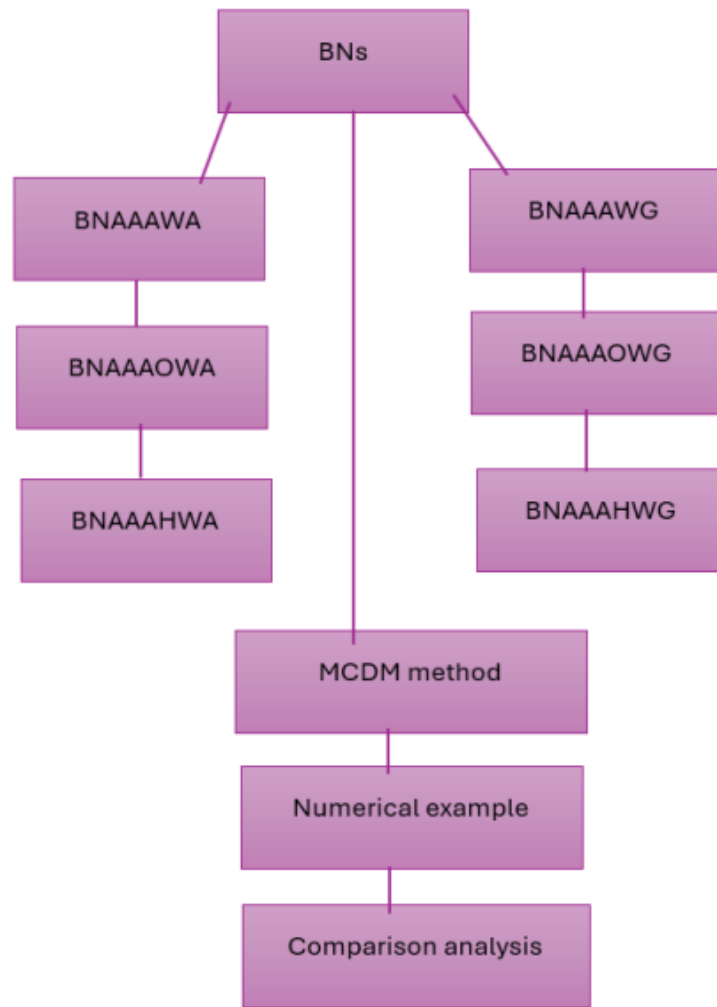 BNs
BNAAAWA
BNAAAOWA
BNAAAHWA
BNAAAWG
BNAAAOWG
BNAAAHWG
MCDM method
Numerical example
Comparison analysis